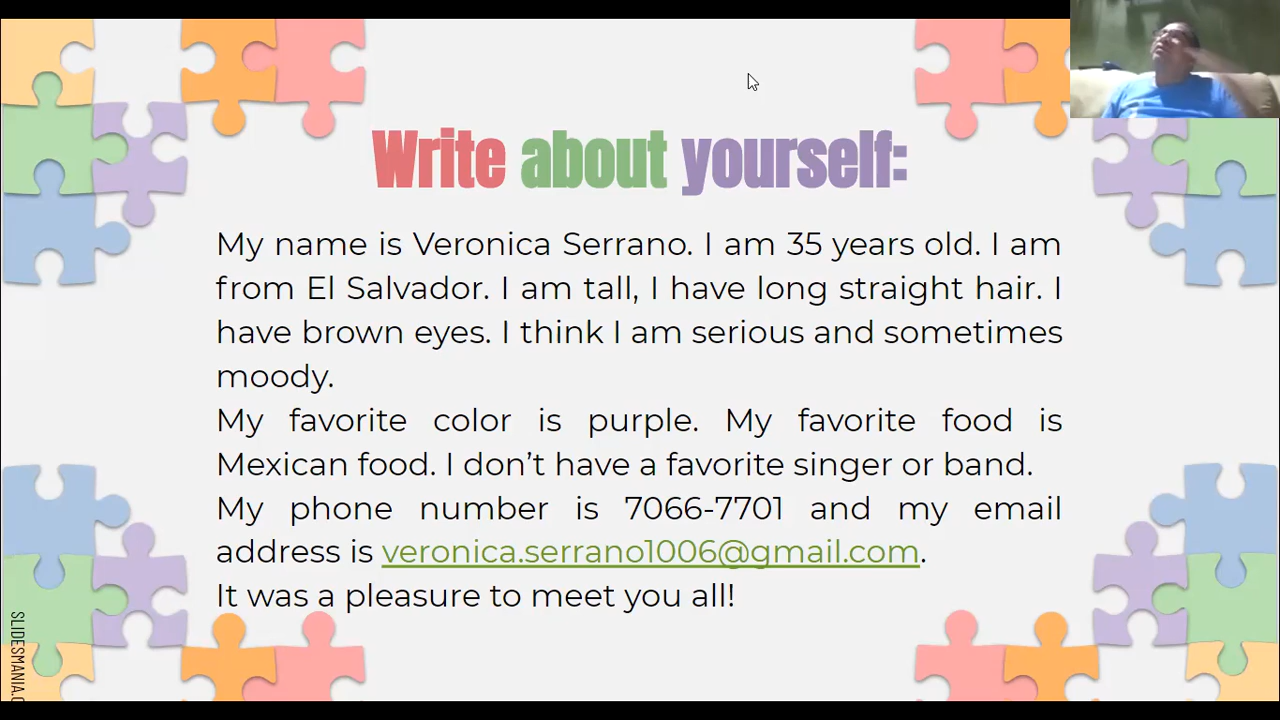 Write about yourself:
My name is Veronica Serrano. I am 35 years old. I am
from El Salvador. I am tall, I have long straight hair. I
have brown eyes. I think I am serious and sometimes
moody.
My favorite color is purple. My favorite food is
Mexican food. I don’t have a favorite singer or band.
My phone number is 7066-7701 and my email
address is veronica.serrano1006@gmail.com.
It was a pleasure to meet you all!